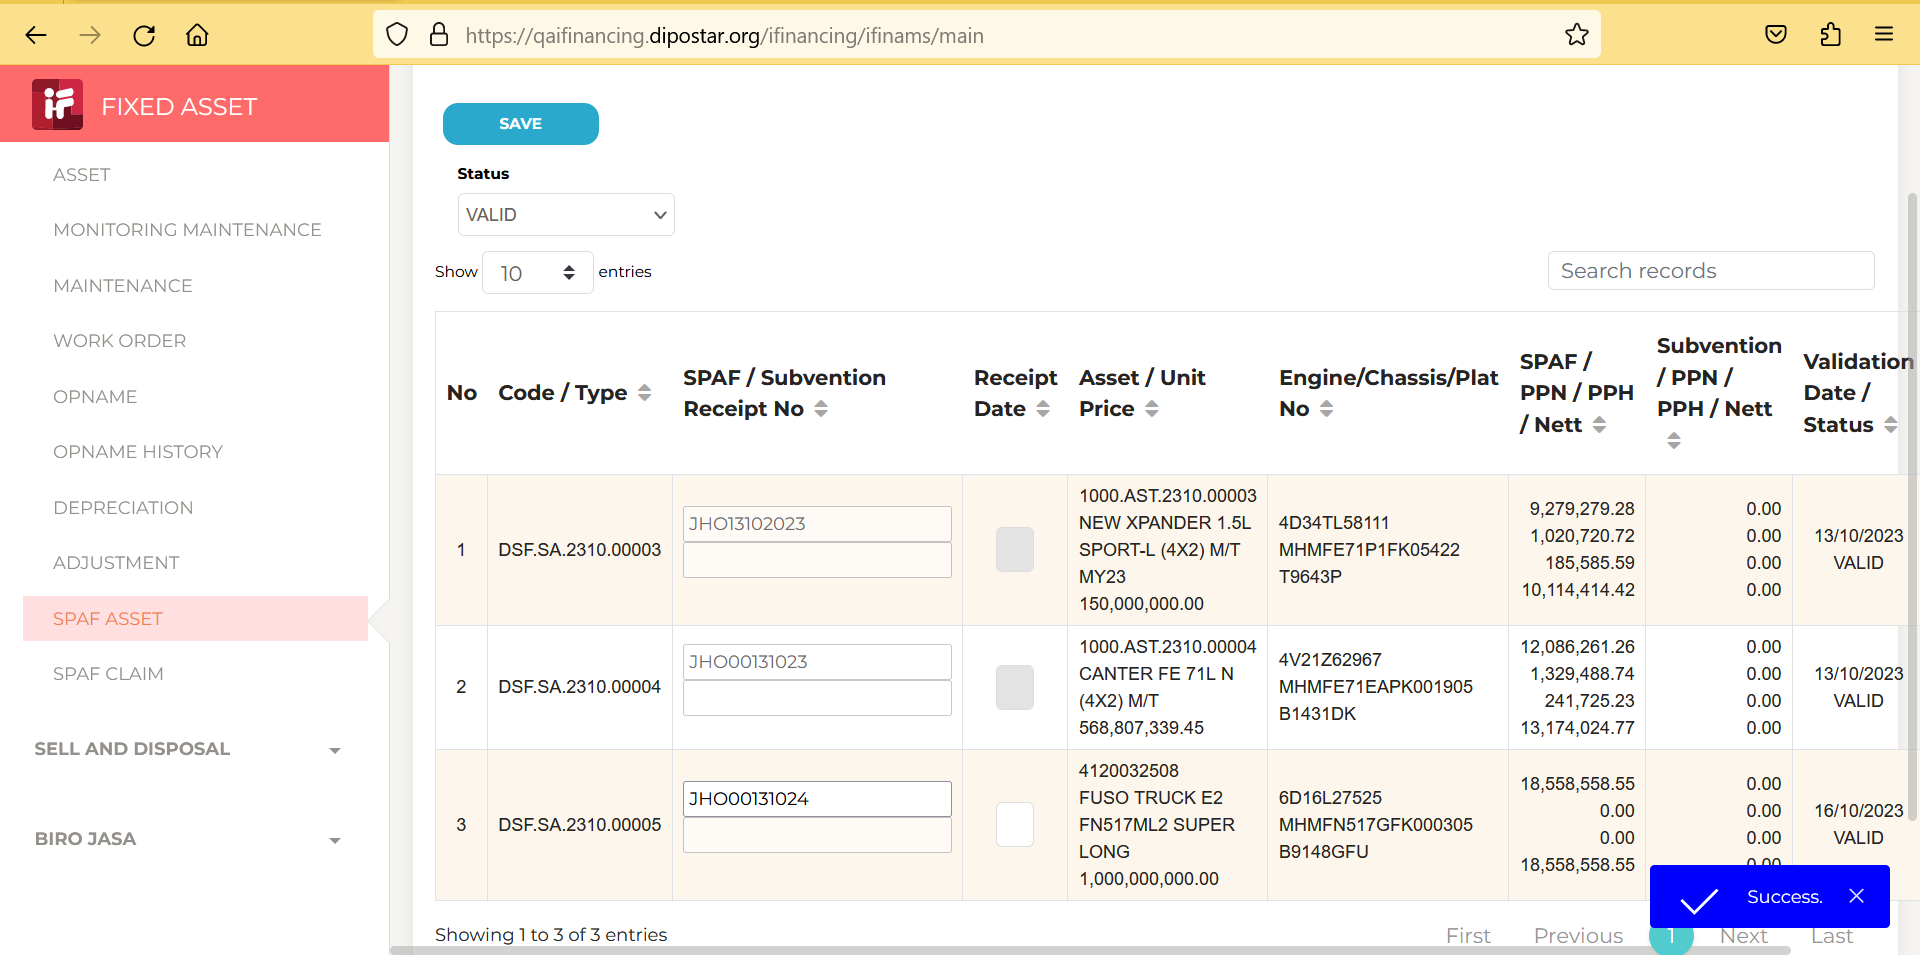 https://qaifinancing.dipostar.org/ifinancing/ifinams/main
iF FIXED ASSET
ASSET
MONITORING MAINTENANCE
MAINTENANCE
WORK ORDER
OPNAME
OPNAME HISTORY
DEPRECIATION
ADJUSTMENT
SPAF ASSET
SPAF CLAIM
SELL AND DISPOSAL
BIRO JASA
SAVE
Status
VALID
Show 10 entries
Search records
No
Code / Type
SPAF / Subvention
Receipt No
Receipt
Date
Asset / Unit
Price
Engine/Chassis/Plat
No
SPAF /
PPN / PPH
/ Nett
Subvention
/ PPN /
PPH / Nett
Validation
Date /
Status
1
DSF.SA.2310.00003
JHO13102023
1000.AST.2310.00003
NEW XPANDER 1.5L
SPORT-L (4X2) M/T
MY23
150,000,000.00
4D34TL58111
MHMFE71P1FK05422
T9643P
9,279,279.28
1,020,720.72
185,585.59
10,114,414.42
0.00
0.00
0.00
0.00
13/10/2023
VALID
2
DSF.SA.2310.00004
JHO00131023
1000.AST.2310.00004
CANTER FE 71L N
(4X2) M/T
568,807,339.45
4V21Z62967
MHMFE71EAPK001905
B1431DK
12,086,261.26
1,329,488.74
241,725.23
13,174,024.77
0.00
0.00
0.00
0.00
13/10/2023
VALID
3
DSF.SA.2310.00005
JHO00131024
4120032508
FUSO TRUCK E2
FN517ML2 SUPER
LONG
1,000,000,000.00
6D16L27525
MHMFN517GFK000305
B9148GFU
18,558,558.55
0.00
0.00
18,558,558.55
0.00
0.00
0.00
0.00
16/10/2023
VALID
Success.
Showing 1 to 3 of 3 entries
First Previous 1 Next Last